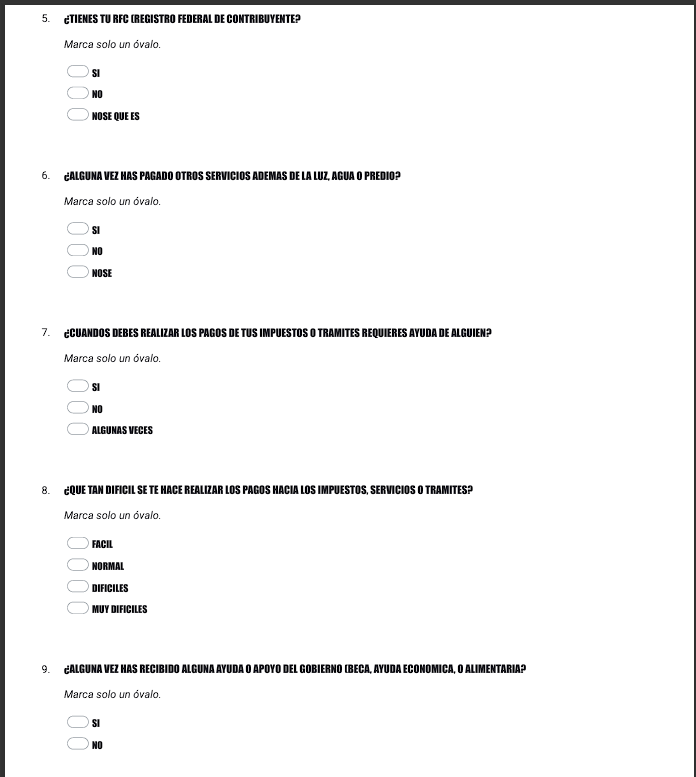 5. ¿TIENES TU RFC (REGISTRO FEDERAL DE CONTRIBUYENTE?
Marca solo un óvalo.
SI
NO
NOSE QUE ES
6. ¿ALGUNA VEZ HAS PAGADO OTROS SERVICIOS ADEMAS DE LA LUZ, AGUA O PREDIO?
Marca solo un óvalo.
SI
NO
NOSE
7. ¿CUANDOS DEBES REALIZAR LOS PAGOS DE TUS IMPUESTOS O TRAMITES REQUIERES AYUDA DE ALGUIEN?
Marca solo un óvalo.
SI
NO
ALGUNAS VECES
8. ¿QUE TAN DIFICIL SE TE HACE REALIZAR LOS PAGOS HACIA LOS IMPUESTOS, SERVICIOS O TRAMITES?
Marca solo un óvalo.
FACIL
NORMAL
DIFICILES
MUY DIFICILES
9. ¿ALGUNA VEZ HAS RECIBIDO ALGUNA AYUDA O APOYO DEL GOBIERNO (BECA, AYUDA ECONOMICA, O ALIMENTARIA?
Marca solo un óvalo.
SI
NO